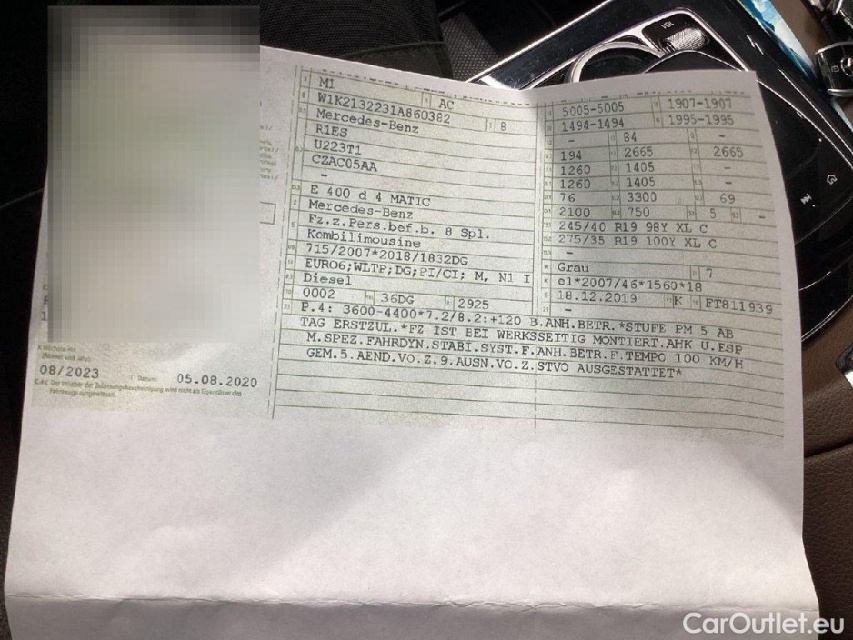 M1 AC
W1K2132231A860382 8
Mercedes-Benz
R1ES
U223T1
CZAC05AA
-
E 400 d 4 MATIC
Mercedes-Benz
Fz.z.Pers.bef.b. 8 Spl.
Kombilimousine
715/2007*2018/1832DG
EURO6;WLTP;DG;PI/CI; M, N1 I
Diesel
0002 36DG 2925
5005-5005 1907-1907
1494-1494 1995-1995
- 84 -
194 2665 2665
1260 1405 -
1260 1405 -
76 3300 69
2100 750 5 -
245/40 R19 98Y XL C
275/35 R19 100Y XL C
-
Grau 7
e1*2007/46*1560*18
18.12.2019 K FT811939
P.4: 3600-4400*7.2/8.2:+120 B.ANH.BETR.*STUFE PM 5 AB
TAG ERSTZUL.*FZ IST BEI WERKSSEITIG MONTIERT.AHK U.ESP
M.SPEZ.FAHRDYN.STABI.SYST.F.ANH.BETR.F.TEMPO 100 KM/H
GEM.5.AEND.VO.Z.9.AUSN.VO.Z.STVO AUSGESTATTET*
08/2023 Datum: 05.08.2020
CarOutlet.eu